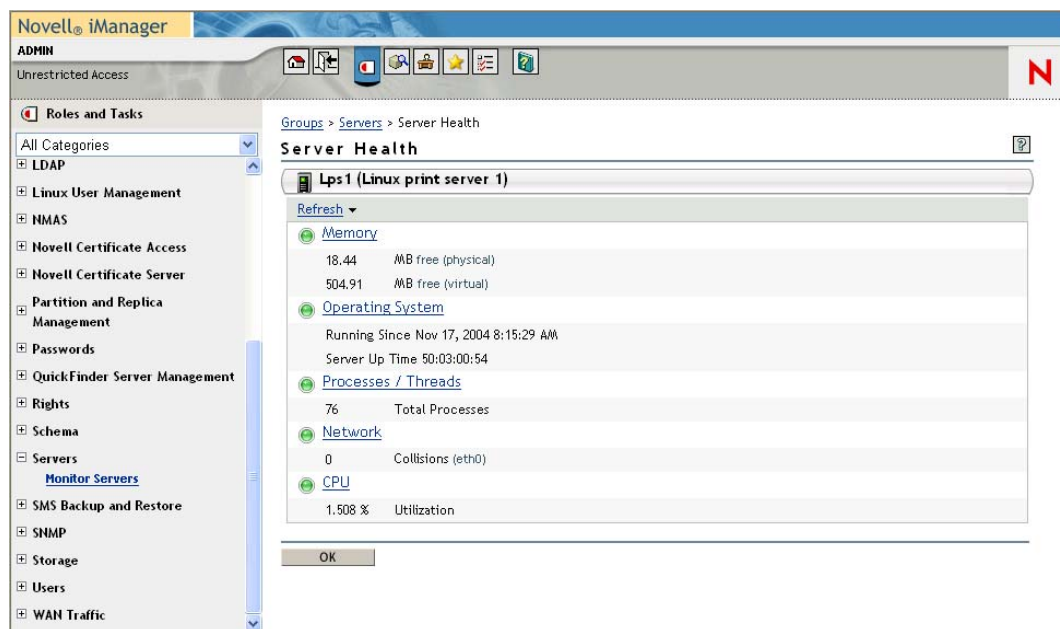 Novell® iManager
ADMIN
Unrestricted Access
N
Roles and Tasks
All Categories
LDAP
Linux User Management
NMAS
Novell Certificate Access
Novell Certificate Server
Partition and Replica
Management
Passwords
QuickFinder Server Management
Rights
Schema
Servers
Monitor Servers
SMS Backup and Restore
SNMP
Storage
Users
WAN Traffic
Groups > Servers > Server Health
Server Health
?
Lps1 (Linux print server 1)
Refresh
Memory
18.44 MB free (physical)
504.91 MB free (virtual)
Operating System
Running Since Nov 17, 2004 8:15:29 AM
Server Up Time 50:03:00:54
Processes / Threads
76 Total Processes
Network
0 Collisions (eth0)
CPU
1.508 % Utilization
OK